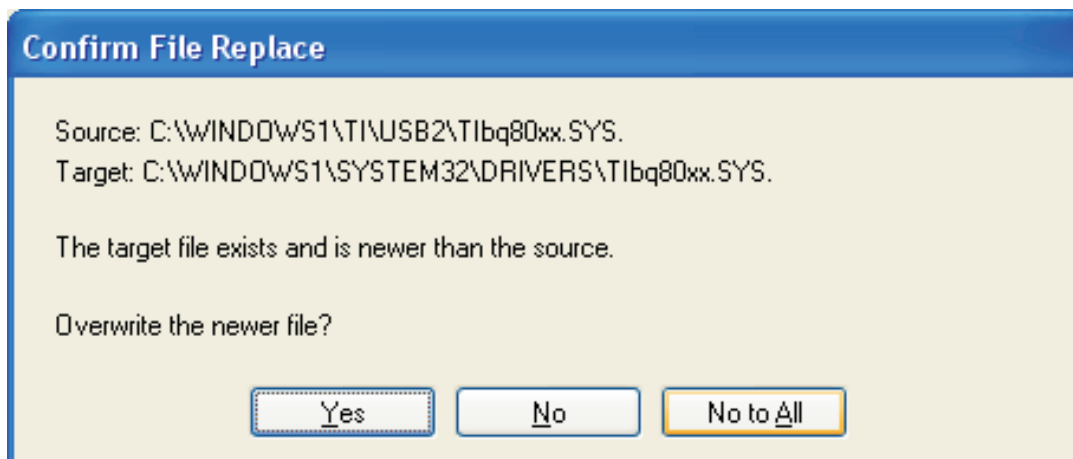 Confirm File Replace
Source: C:\WINDOWS1\TI\USB2\TIbq80xx.SYS.
Target: C:\WINDOWS1\SYSTEM32\DRIVERS\TIbq80xx.SYS.
The target file exists and is newer than the source.
Overwrite the newer file?
Yes No No to All